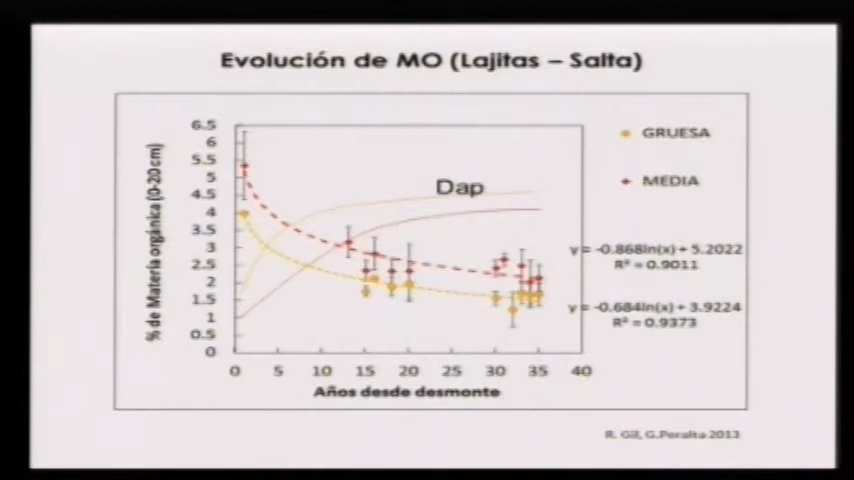 Evolución de MO (Lajitas – Salta)
% de Materia orgánica (0-20 cm)
6.5
6
5.5
5
4.5
4
3.5
3
2.5
2
1.5
1
0.5
0
Dap
GRUESA
MEDIA
y = -0.868ln(x) + 5.2022
R² = 0.9011
y = -0.684ln(x) + 3.9224
R² = 0.9373
0 5 10 15 20 25 30 35 40
Años desde desmonte
R. Gil, G.Peralta 2013